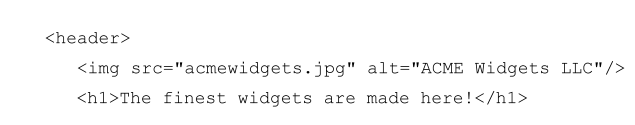 <header>
<img src="acmewidgets.jpg" alt="ACME Widgets LLC"/>
<h1>The finest widgets are made here!</h1>